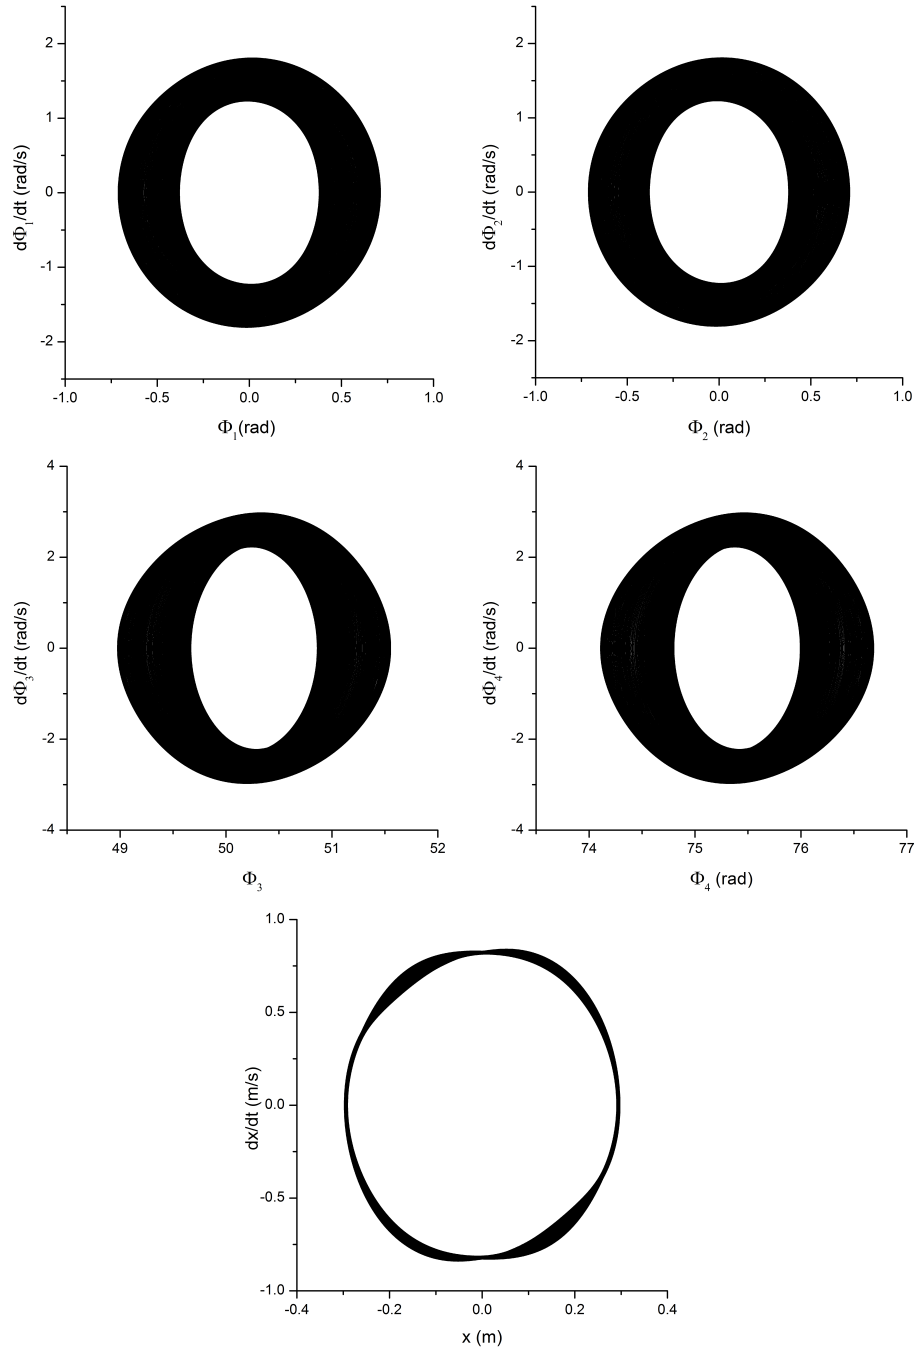 2
1
0
-1
-2
-1.0 -0.5 0.0 0.5 1.0
dΦ1/dt (rad/s)
Φ1(rad)
2
1
0
-1
-2
-1.0 -0.5 0.0 0.5 1.0
dΦ2/dt (rad/s)
Φ2 (rad)
4
2
0
-2
-4
49 50 51 52
dΦ3/dt (rad/s)
Φ3
4
2
0
-2
-4
74 75 76 77
dΦ4/dt (rad/s)
Φ4 (rad)
1.0
0.5
0.0
-0.5
-1.0
-0.4 -0.2 0.0 0.2 0.4
dx/dt (m/s)
x (m)